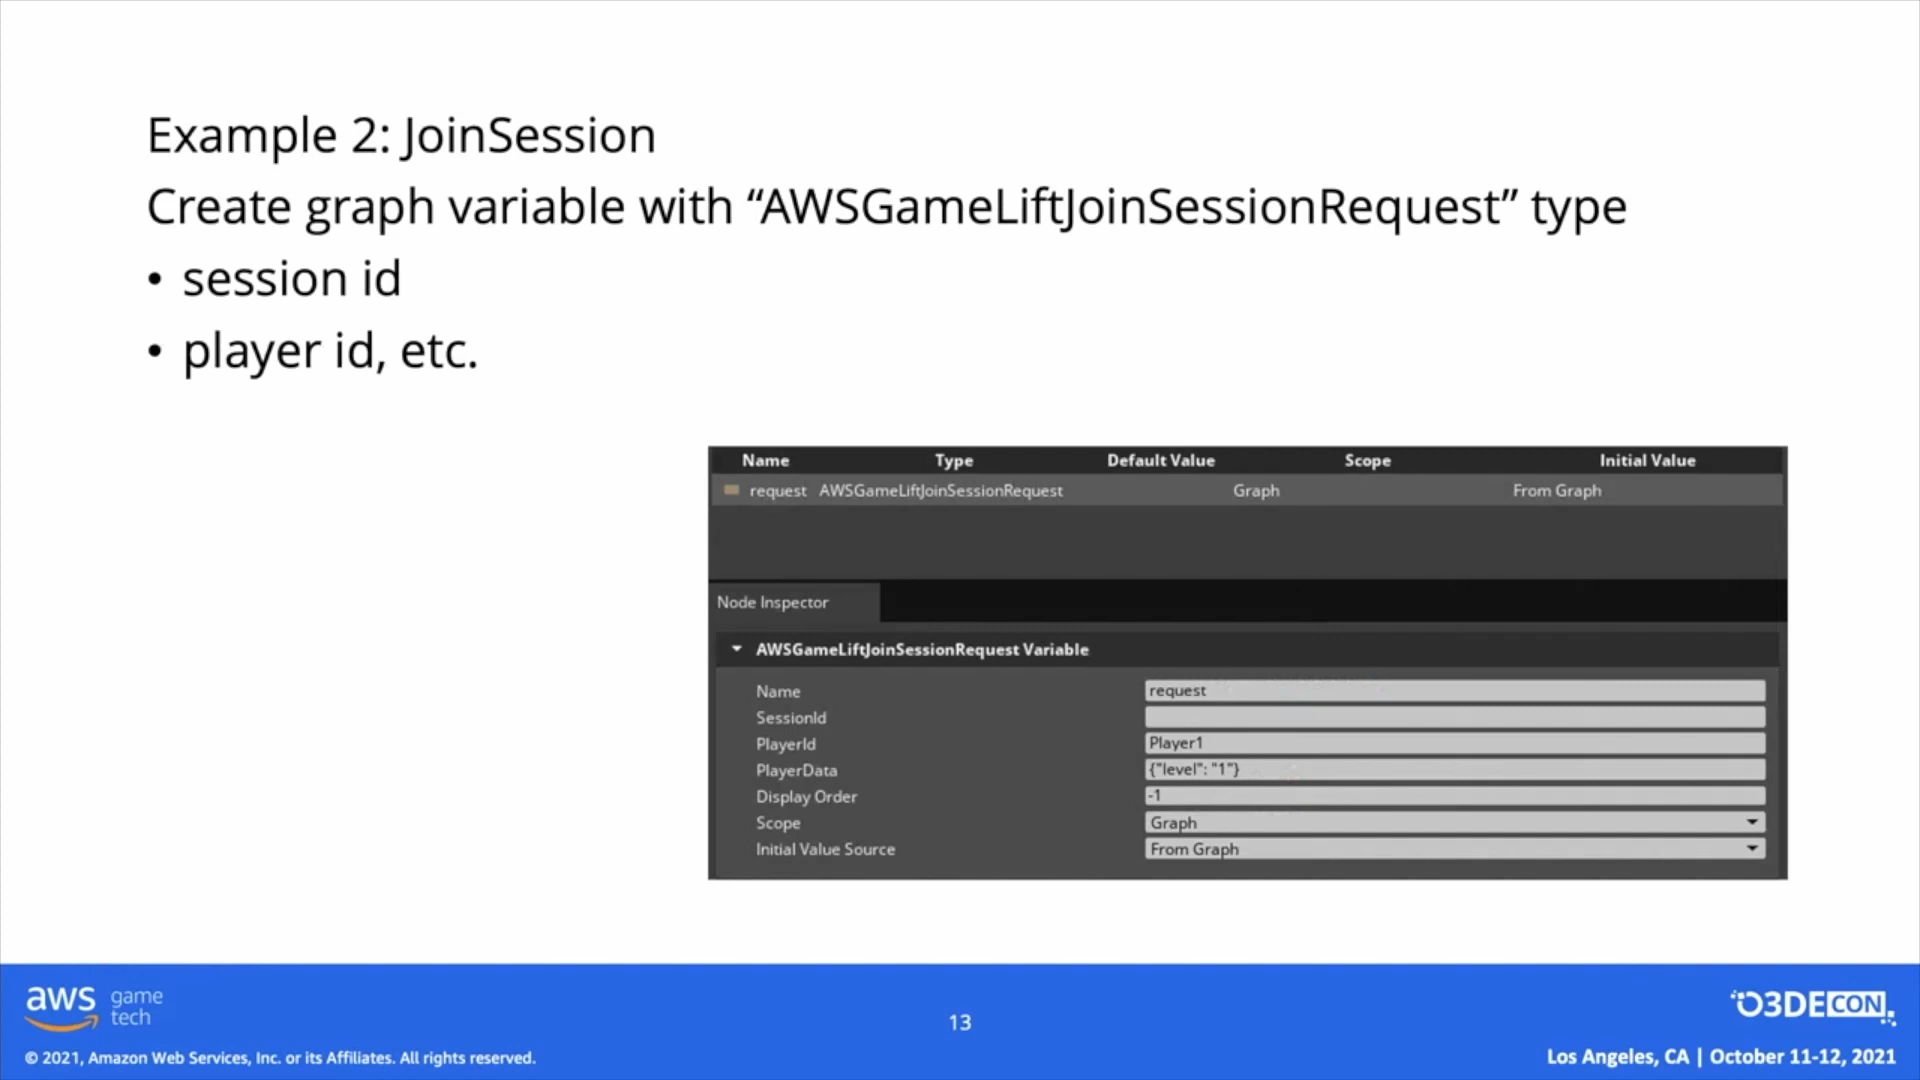 Example 2: JoinSession
Create graph variable with “AWSGameLiftJoinSessionRequest” type
• session id
• player id, etc.
Name Type Default Value Scope Initial Value
request AWSGameLiftJoinSessionRequest Graph From Graph
Node Inspector
AWSGameLiftJoinSessionRequest Variable
Name request
SessionId
PlayerId Player1
PlayerData {"level": "1"}
Display Order -1
Scope Graph
Initial Value Source From Graph
aws game tech
13
O3DECON
© 2021, Amazon Web Services, Inc. or its Affiliates. All rights reserved.
Los Angeles, CA | October 11-12, 2021